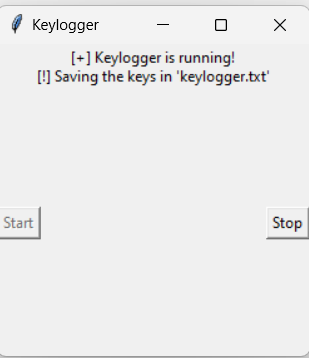 Keylogger
[+] Keylogger is running!
[!] Saving the keys in 'keylogger.txt'
Start
Stop